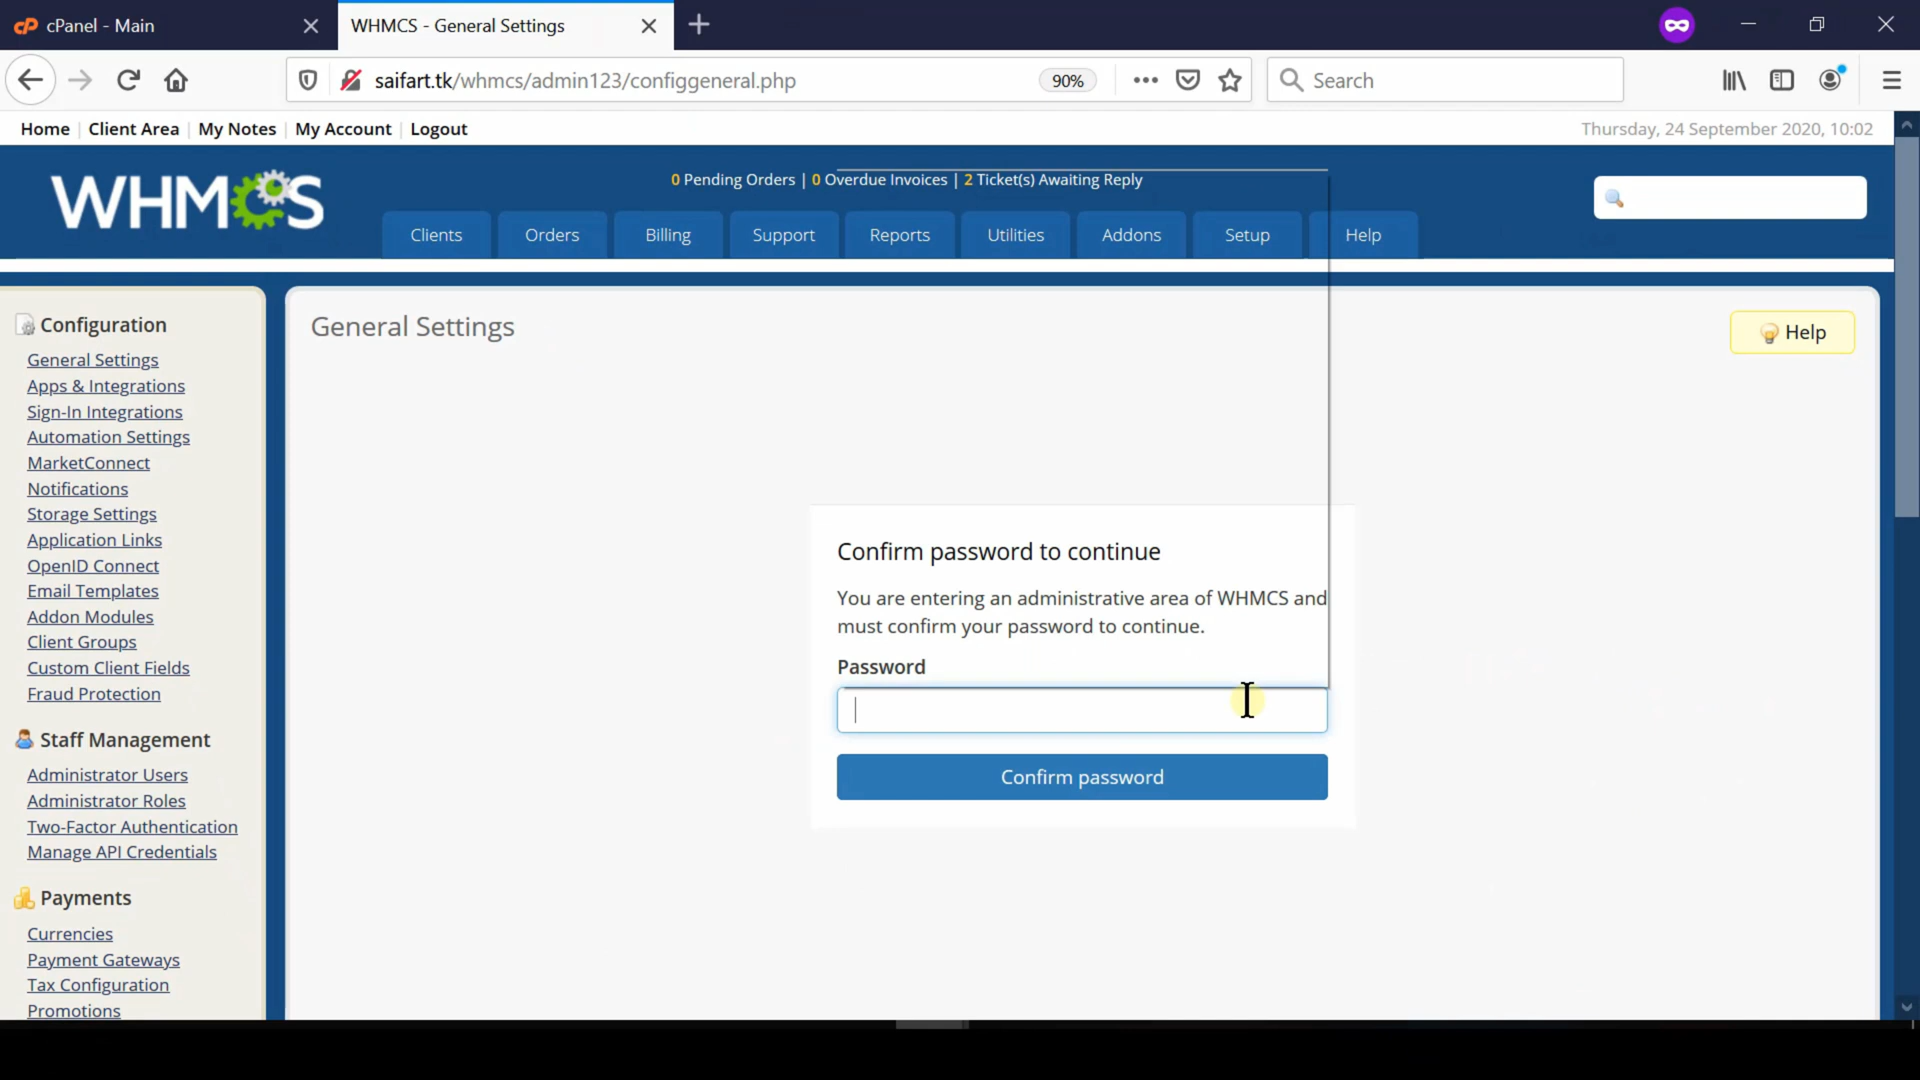 cPanel - Main
WHMCS - General Settings
saifart.tk/whmcs/admin123/configgeneral.php
90%
Search
Home | Client Area | My Notes | My Account | Logout
Thursday, 24 September 2020, 10:02
WHMCS
0 Pending Orders | 0 Overdue Invoices | 2 Ticket(s) Awaiting Reply
Clients
Orders
Billing
Support
Reports
Utilities
Addons
Setup
Help
Configuration
General Settings
Apps & Integrations
Sign-In Integrations
Automation Settings
MarketConnect
Notifications
Storage Settings
Application Links
OpenID Connect
Email Templates
Addon Modules
Client Groups
Custom Client Fields
Fraud Protection
Staff Management
Administrator Users
Administrator Roles
Two-Factor Authentication
Manage API Credentials
Payments
Currencies
Payment Gateways
Tax Configuration
Promotions
General Settings
Help
Confirm password to continue
You are entering an administrative area of WHMCS and
must confirm your password to continue.
Password
Confirm password